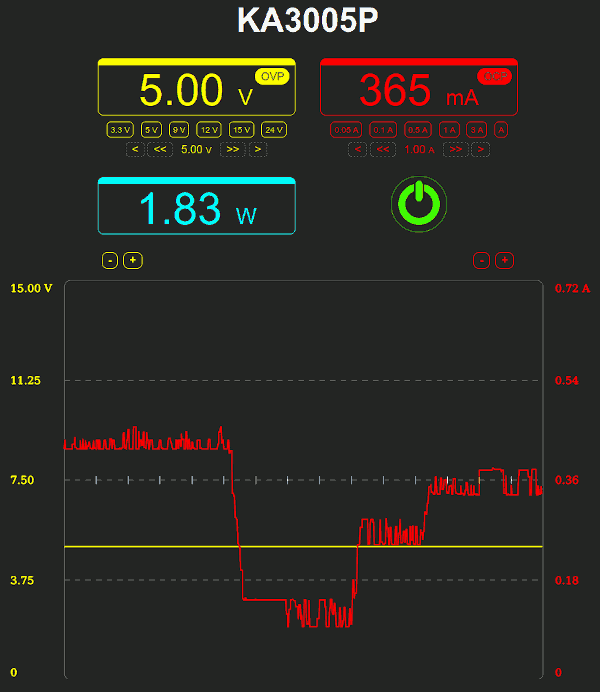 KA3005P
OVP
5.00 V
OCP
365 mA
3.3 V 5 V 9 V 12 V 15 V 24 V
0.05 A 0.1 A 0.5 A 1 A 3 A A
< << 5.00 V >> >
< << 1.00 A >> >
1.83 W
- +
- +
15.00 V 0.72 A
11.25 0.54
7.50 0.36
3.75 0.18
0 0